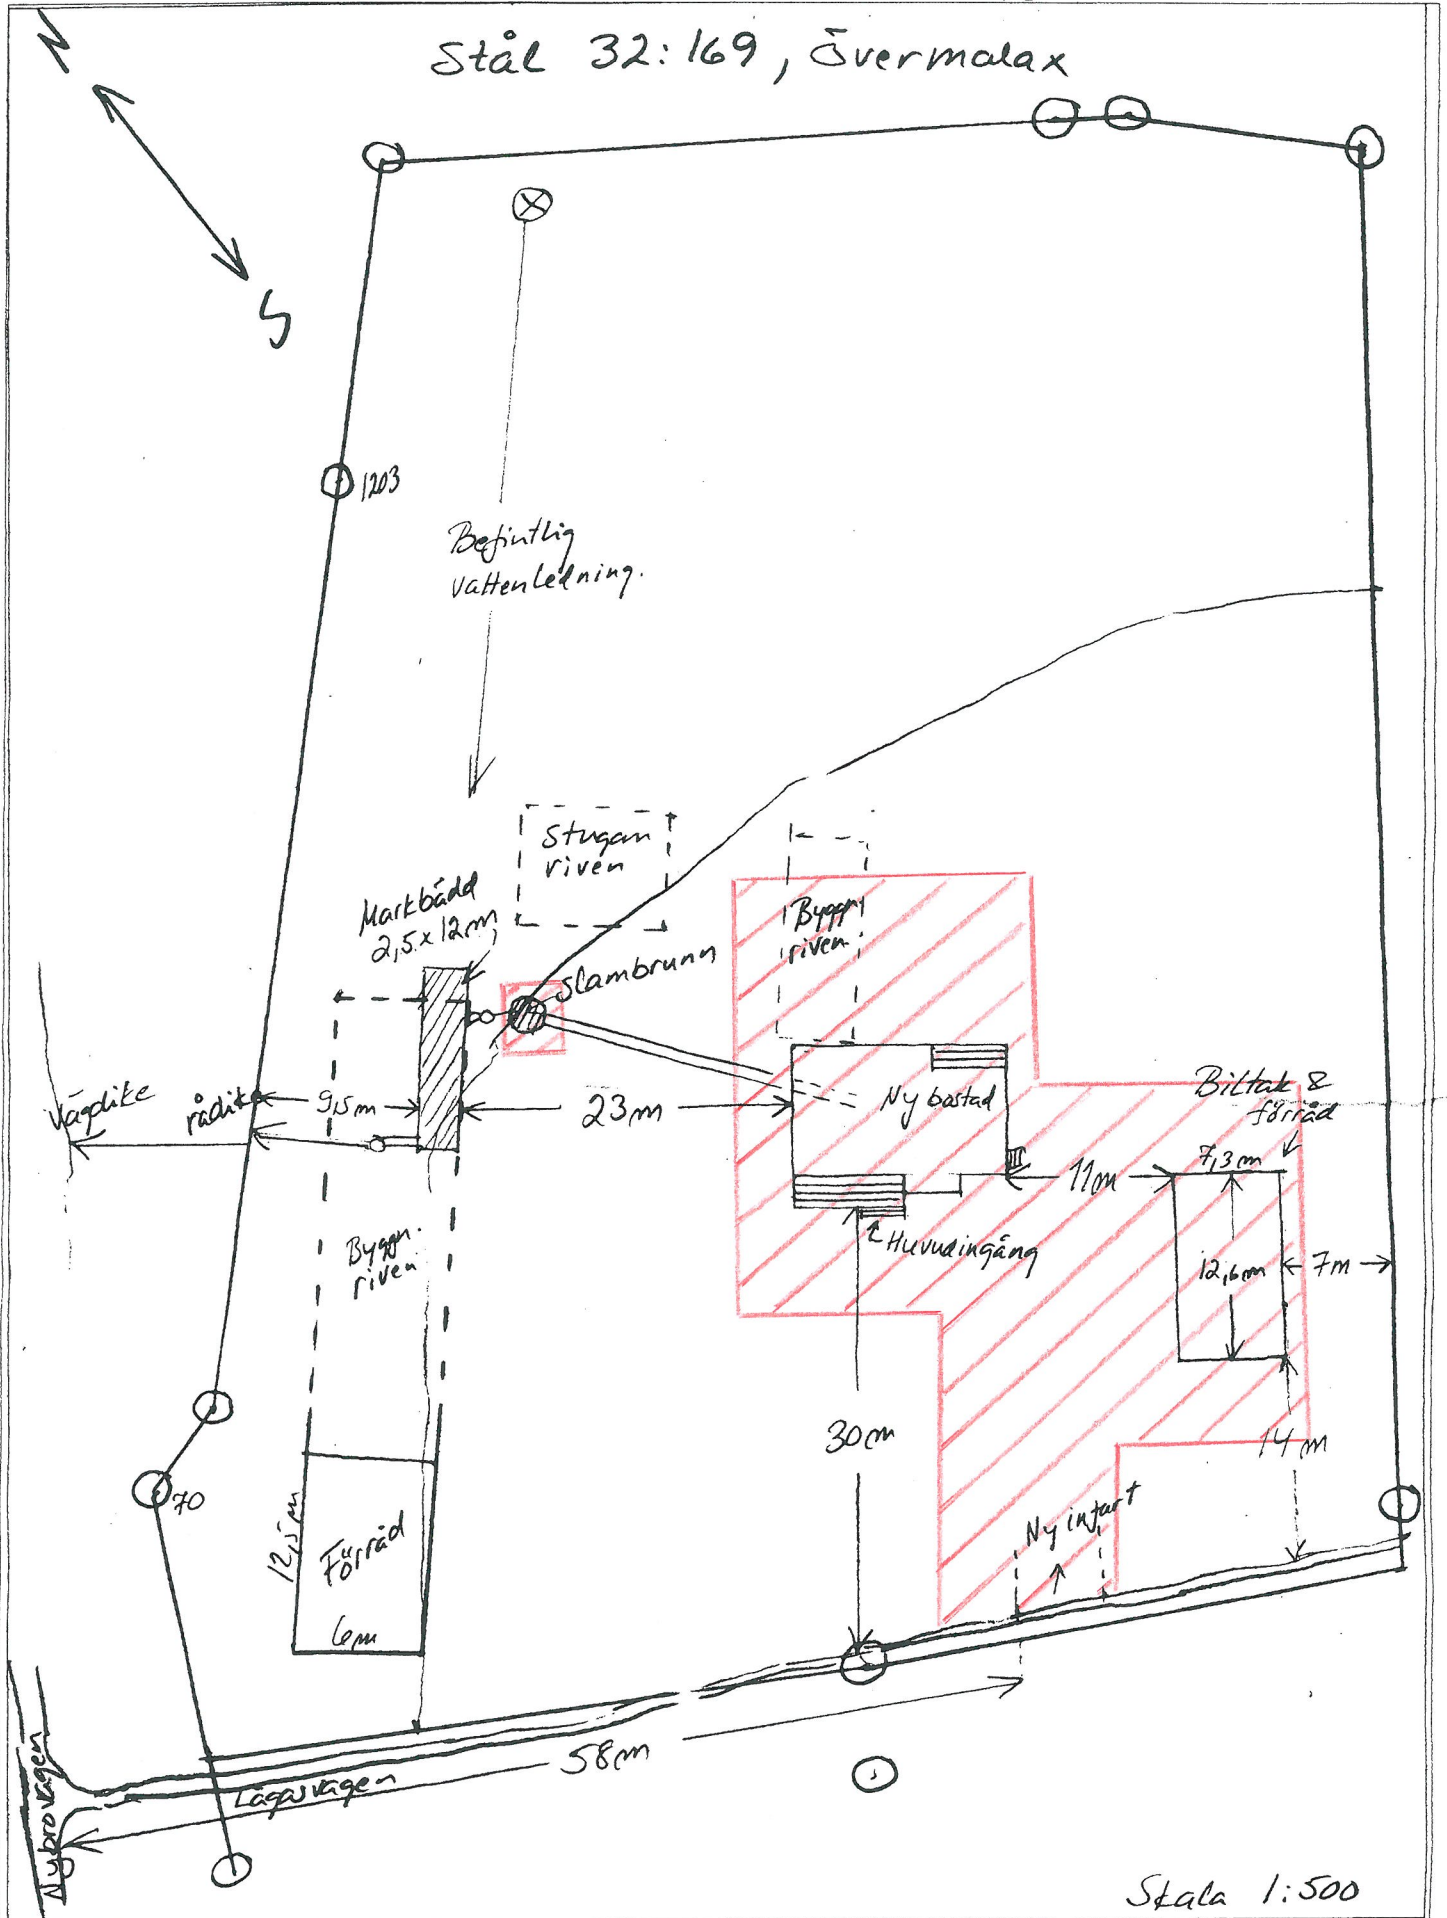 N
Stål 32:169, Övermalax
S
1203
Befintlig
vattenledning.
Stugan
riven
Markbädd
2,5 x 12m
Byggn
riven
Slambrunn
Vägdike
rådike
9,5m
23m
Ny bostad
Biltak &
förråd
11m
7,3m
Byggn.
riven
Huvudingång
12,6m
7m
30m
14m
70
Ny infart
12,5m
Förråd
6m
58m
Lågasvägen
Nybrovägen
Skala 1:500